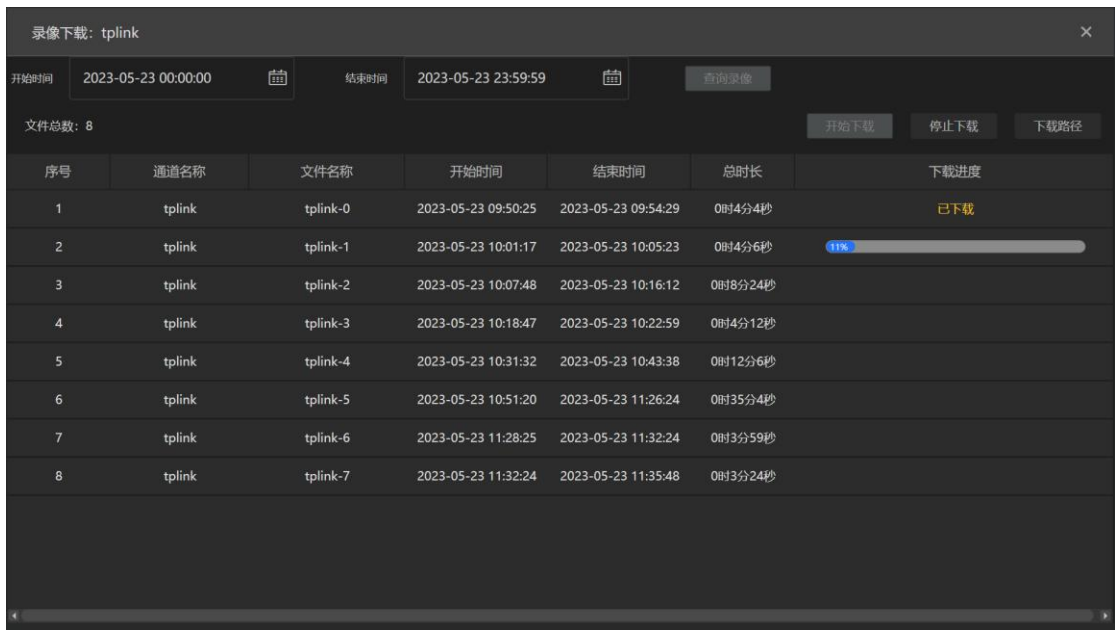 录像下载：tplink
开始时间 2023-05-23 00:00:00 结束时间 2023-05-23 23:59:59 查询录像
文件总数：8 开始下载 停止下载 下载路径
序号 通道名称 文件名称 开始时间 结束时间 总时长 下载进度
1 tplink tplink-0 2023-05-23 09:50:25 2023-05-23 09:54:29 0时4分4秒 已下载
2 tplink tplink-1 2023-05-23 10:01:17 2023-05-23 10:05:23 0时4分6秒 11%
3 tplink tplink-2 2023-05-23 10:07:48 2023-05-23 10:16:12 0时8分24秒
4 tplink tplink-3 2023-05-23 10:18:47 2023-05-23 10:22:59 0时4分12秒
5 tplink tplink-4 2023-05-23 10:31:32 2023-05-23 10:43:38 0时12分6秒
6 tplink tplink-5 2023-05-23 10:51:20 2023-05-23 11:26:24 0时35分4秒
7 tplink tplink-6 2023-05-23 11:28:25 2023-05-23 11:32:24 0时3分59秒
8 tplink tplink-7 2023-05-23 11:32:24 2023-05-23 11:35:48 0时3分24秒